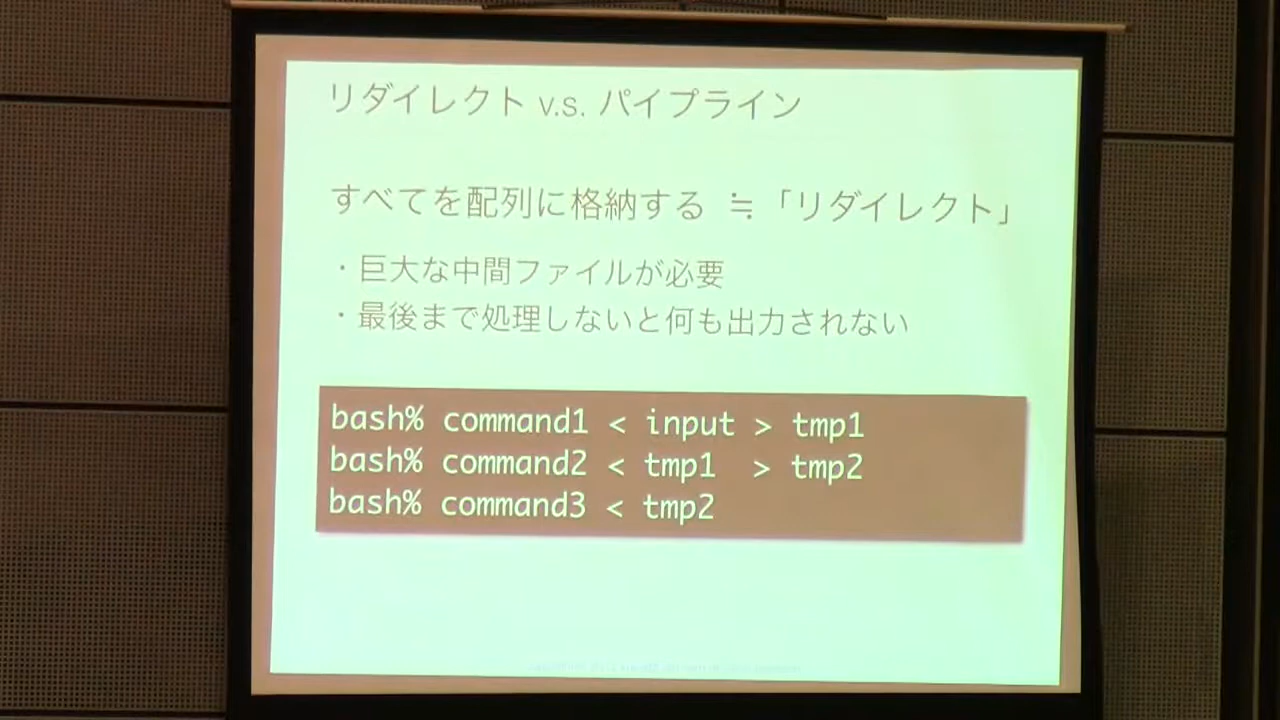 リダイレクト v.s. パイプライン
すべてを配列に格納する ≒「リダイレクト」
・巨大な中間ファイルが必要
・最後まで処理しないと何も出力されない
bash% command1 < input > tmp1
bash% command2 < tmp1  > tmp2
bash% command3 < tmp2